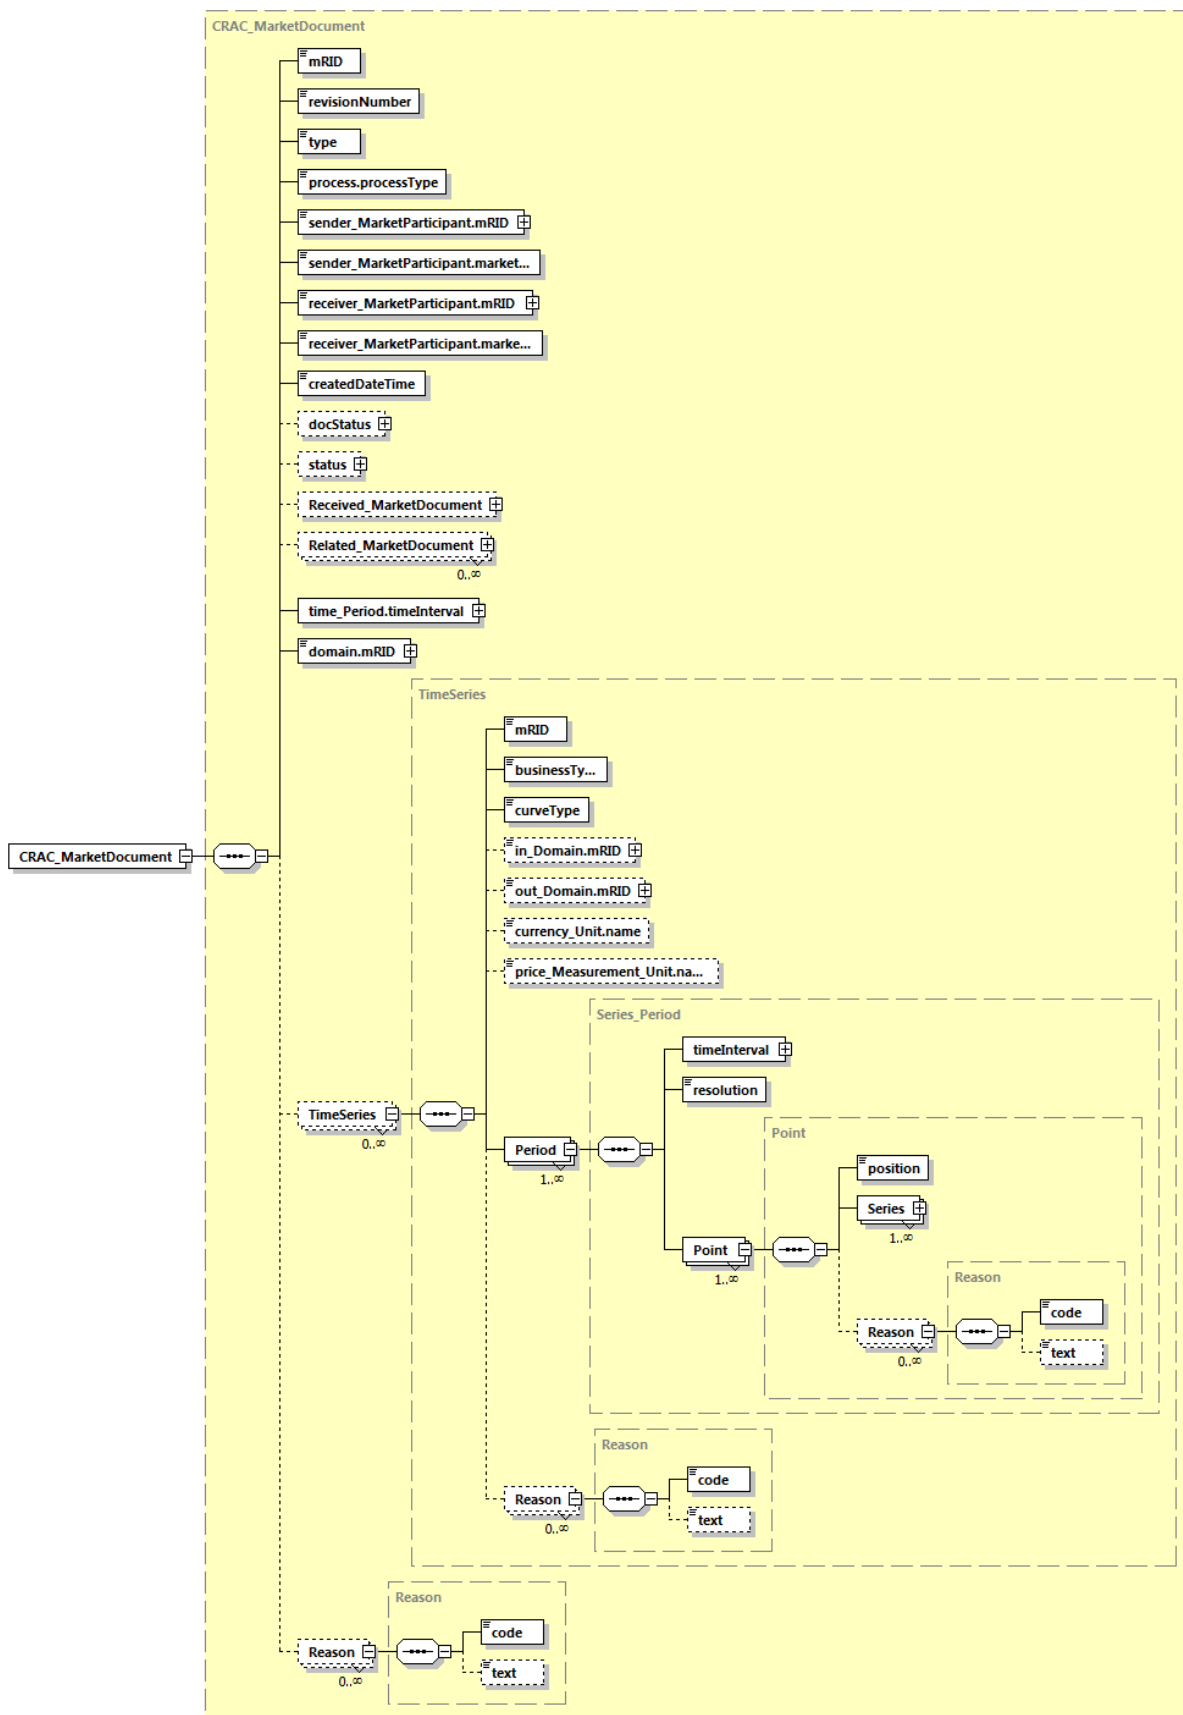 CRAC_MarketDocument
mRID
revisionNumber
type
process.processType
sender_MarketParticipant.mRID
sender_MarketParticipant.market...
receiver_MarketParticipant.mRID
receiver_MarketParticipant.marke...
createdDateTime
docStatus
status
Received_MarketDocument
Related_MarketDocument
0..∞
time_Period.timeInterval
domain.mRID
TimeSeries
mRID
businessTy...
curveType
CRAC_MarketDocument
in_Domain.mRID
out_Domain.mRID
currency_Unit.name
price_Measurement_Unit.na...
Series_Period
timeInterval
resolution
TimeSeries
0..∞
Point
Period
1..∞
position
Series
1..∞
Point
1..∞
Reason
code
Reason
0..∞
text
Reason
code
Reason
0..∞
text
Reason
code
Reason
0..∞
text